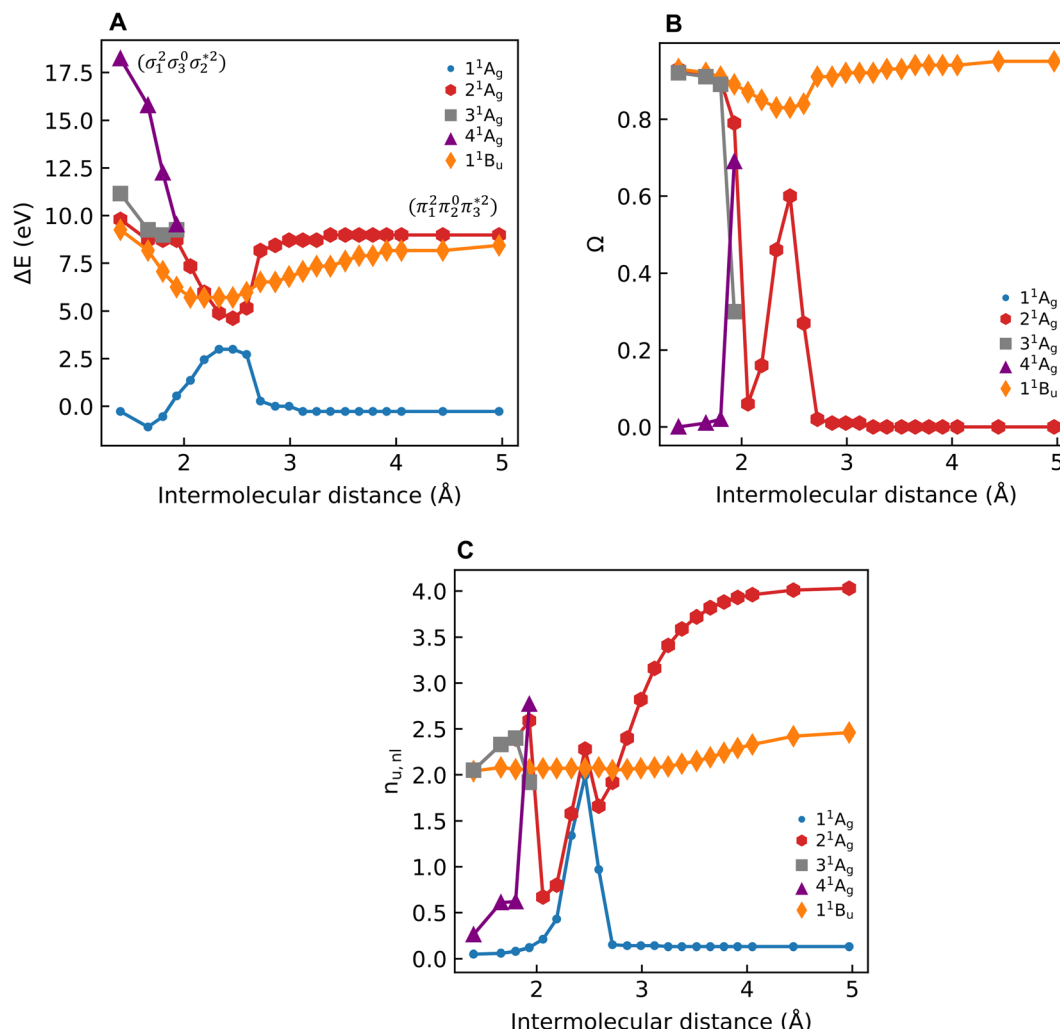 A
(σ₁²σ₃⁰σ₂*²)
1¹Ag
2¹Ag
3¹Ag
4¹Ag
1¹Bu
(π₁²π₂⁰π₃*²)
17.5
15.0
12.5
10.0
7.5
5.0
2.5
0.0
ΔE (eV)
2 3 4 5
Intermolecular distance (Å)
B
0.8
0.6
0.4
0.2
0.0
Ω
1¹Ag
2¹Ag
3¹Ag
4¹Ag
1¹Bu
2 3 4 5
Intermolecular distance (Å)
C
4.0
3.5
3.0
2.5
2.0
1.5
1.0
0.5
0.0
nu, nl
1¹Ag
2¹Ag
3¹Ag
4¹Ag
1¹Bu
2 3 4 5
Intermolecular distance (Å)